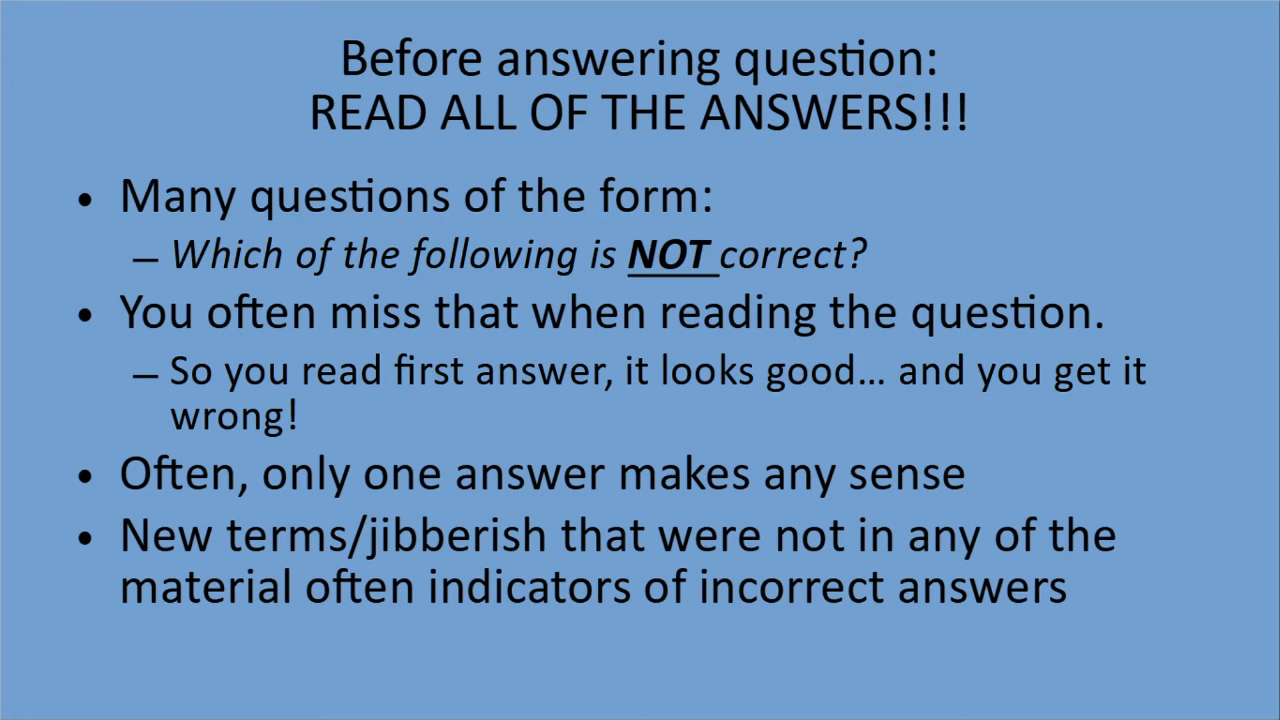 Before answering question:
READ ALL OF THE ANSWERS!!!
• Many questions of the form:
– Which of the following is NOT correct?
• You often miss that when reading the question.
– So you read first answer, it looks good… and you get it
wrong!
• Often, only one answer makes any sense
• New terms/jibberish that were not in any of the
material often indicators of incorrect answers